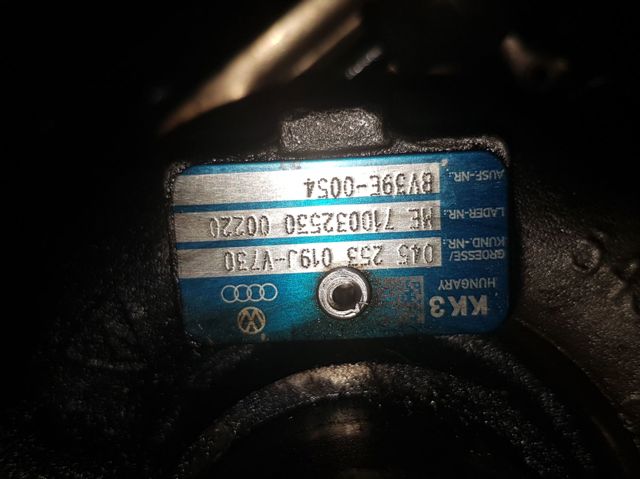 KK3
HUNGARY
GROESSE/
KUND.-NR.: 045 253 019J-V730
LADER-NR.: ME 710032530 00220
AUSF.-NR.: BV39E-0054